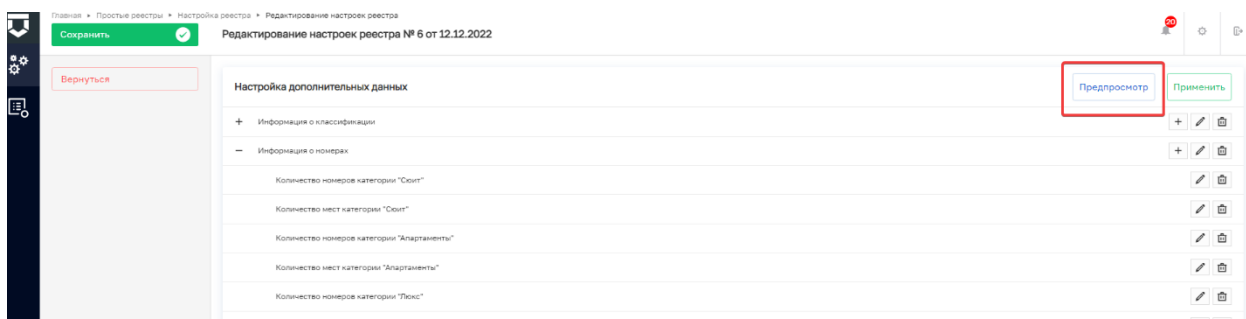 Главная ▸ Простые реестры ▸ Настройка реестра ▸ Редактирование настроек реестра
Сохранить
Редактирование настроек реестра № 6 от 12.12.2022
20
Вернуться
Настройка дополнительных данных
Предпросмотр
Применить
Информация о классификации
Информация о номерах
Количество номеров категории "Сюит"
Количество мест категории "Сюит"
Количество номеров категории "Апартаменты"
Количество мест категории "Апартаменты"
Количество номеров категории "Люкс"